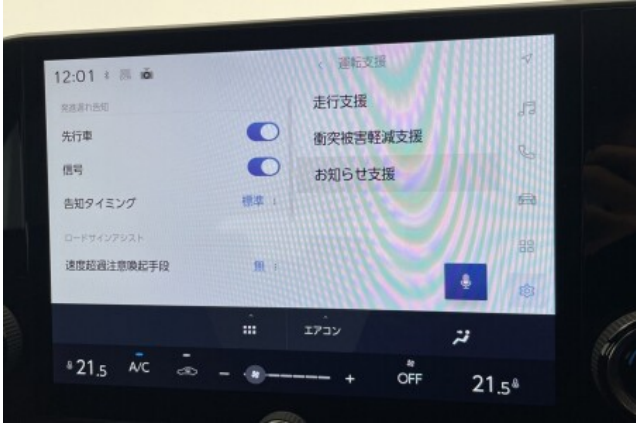 12:01
運転支援
発進遅れ告知
先行車
信号
告知タイミング
標準
ロードサインアシスト
速度超過注意喚起手段
無
走行支援
衝突被害軽減支援
お知らせ支援
エアコン
21.5
A/C
-
+
OFF
21.5